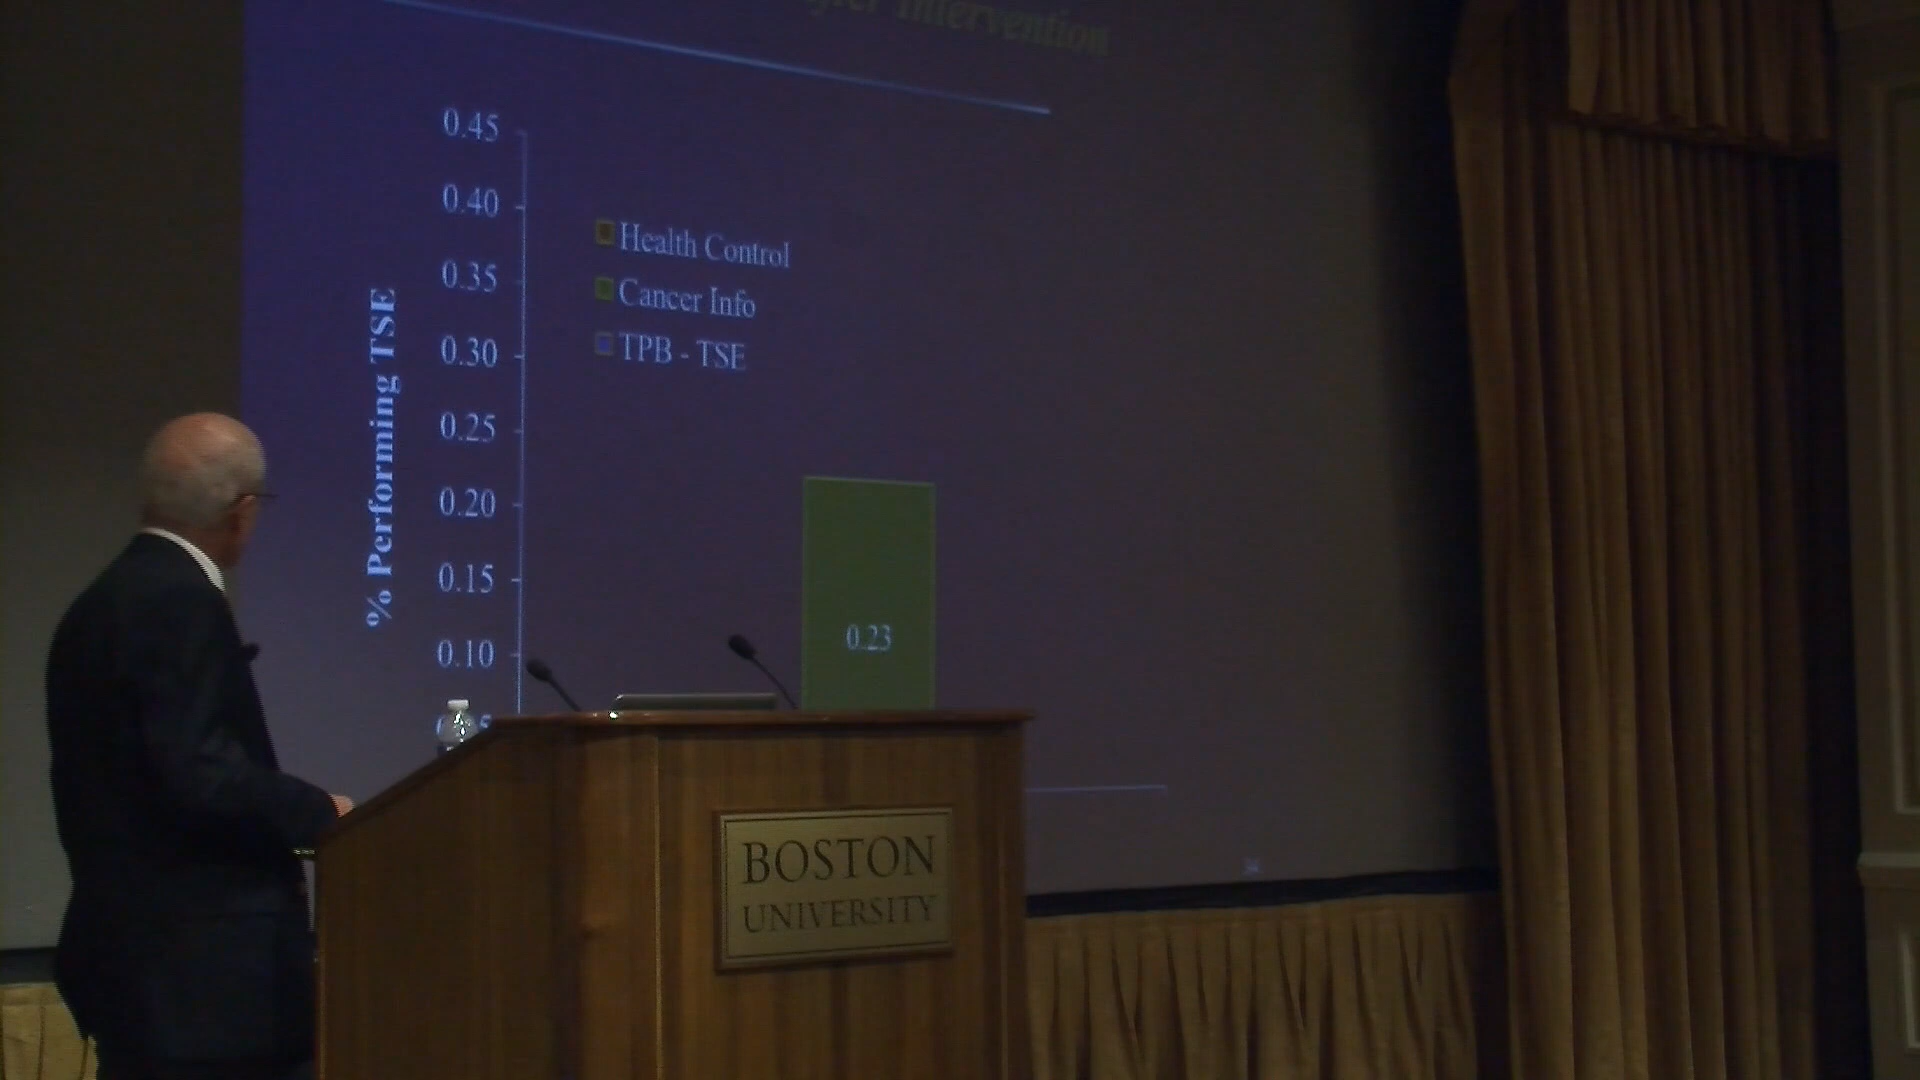 after Intervention
0.45
0.40
0.35
0.30
0.25
0.20
0.15
0.10
% Performing TSE
Health Control
Cancer Info
TPB - TSE
0.23
BOSTON
UNIVERSITY